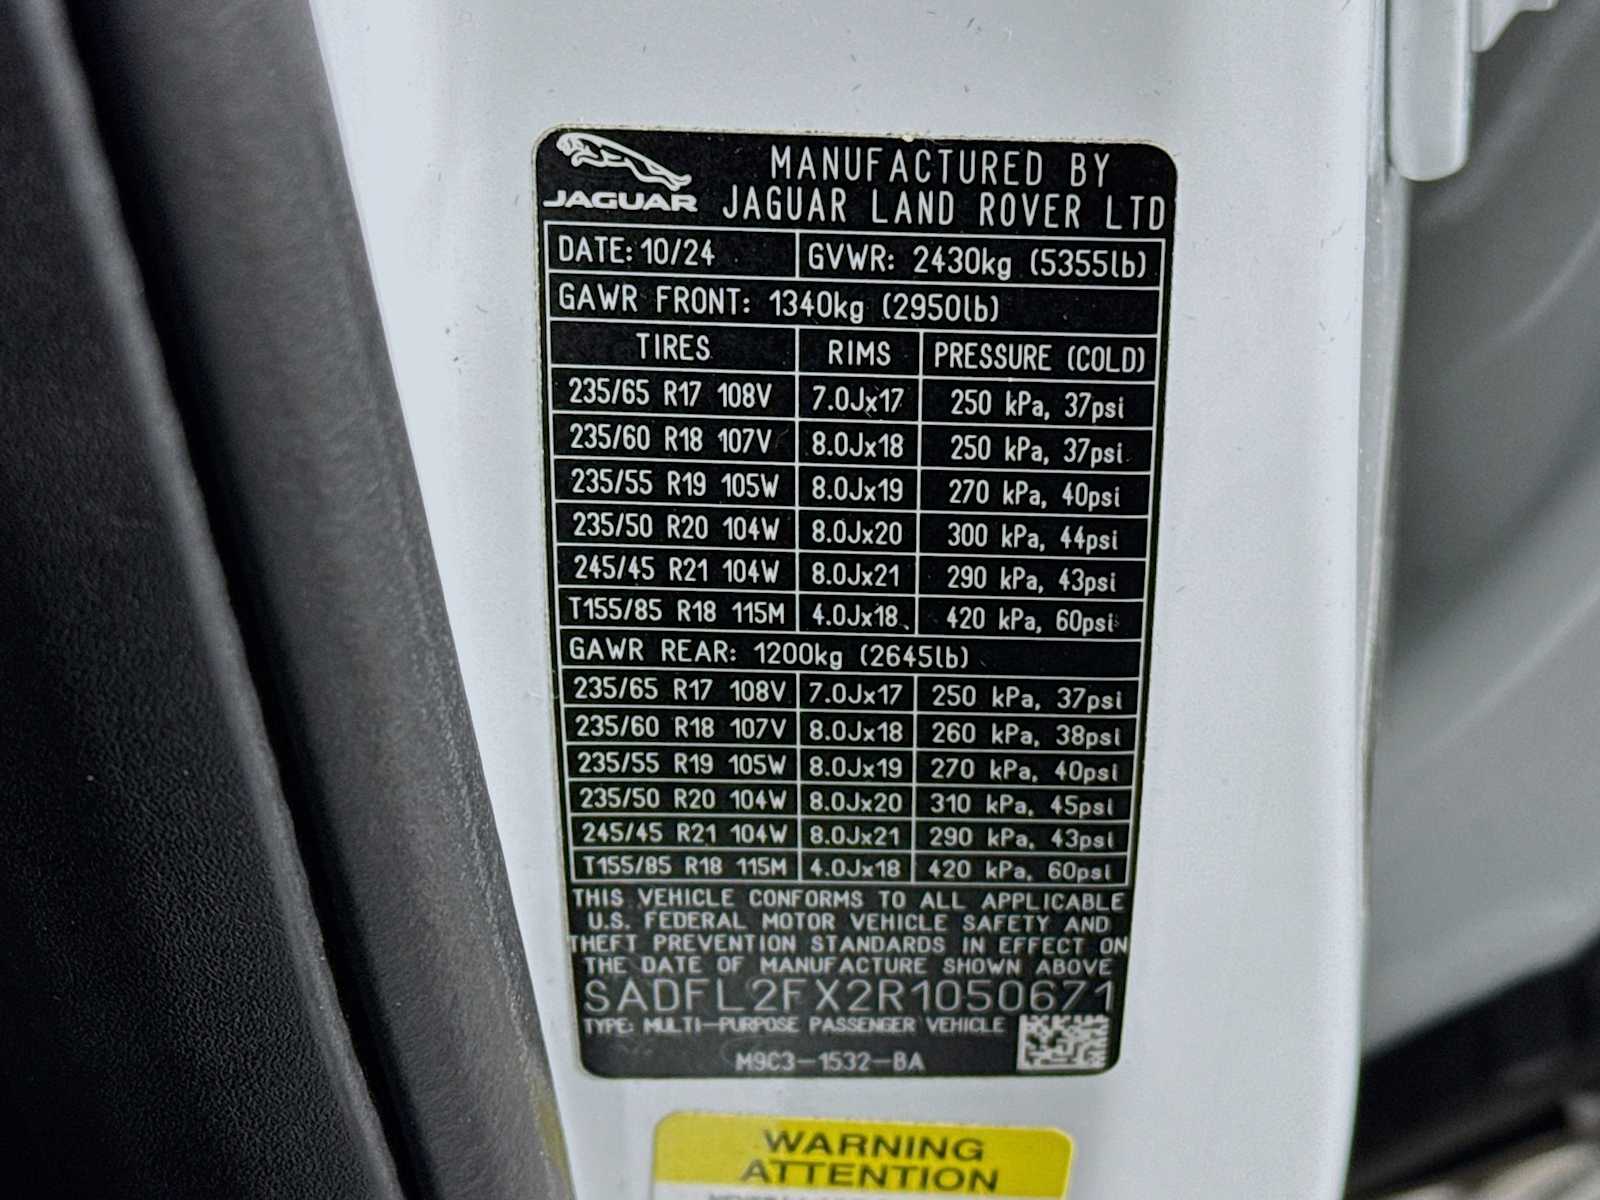 MANUFACTURED BY
JAGUAR JAGUAR LAND ROVER LTD
DATE: 10/24 GVWR: 2430kg (5355lb)
GAWR FRONT: 1340kg (2950lb)
TIRES RIMS PRESSURE (COLD)
235/65 R17 108V 7.0Jx17 250 kPa, 37psi
235/60 R18 107V 8.0Jx18 250 kPa, 37psi
235/55 R19 105W 8.0Jx19 270 kPa, 40psi
235/50 R20 104W 8.0Jx20 300 kPa, 44psi
245/45 R21 104W 8.0Jx21 290 kPa, 43psi
T155/85 R18 115M 4.0Jx18 420 kPa, 60psi
GAWR REAR: 1200kg (2645lb)
235/65 R17 108V 7.0Jx17 250 kPa, 37psi
235/60 R18 107V 8.0Jx18 260 kPa, 38psi
235/55 R19 105W 8.0Jx19 270 kPa, 40psi
235/50 R20 104W 8.0Jx20 310 kPa, 45psi
245/45 R21 104W 8.0Jx21 290 kPa, 43psi
T155/85 R18 115M 4.0Jx18 420 kPa, 60psi
THIS VEHICLE CONFORMS TO ALL APPLICABLE
U.S. FEDERAL MOTOR VEHICLE SAFETY AND
THEFT PREVENTION STANDARDS IN EFFECT ON
THE DATE OF MANUFACTURE SHOWN ABOVE
SADFL2FX2R1050671
TYPE: MULTI-PURPOSE PASSENGER VEHICLE
M9C3-1532-BA
WARNING
ATTENTION